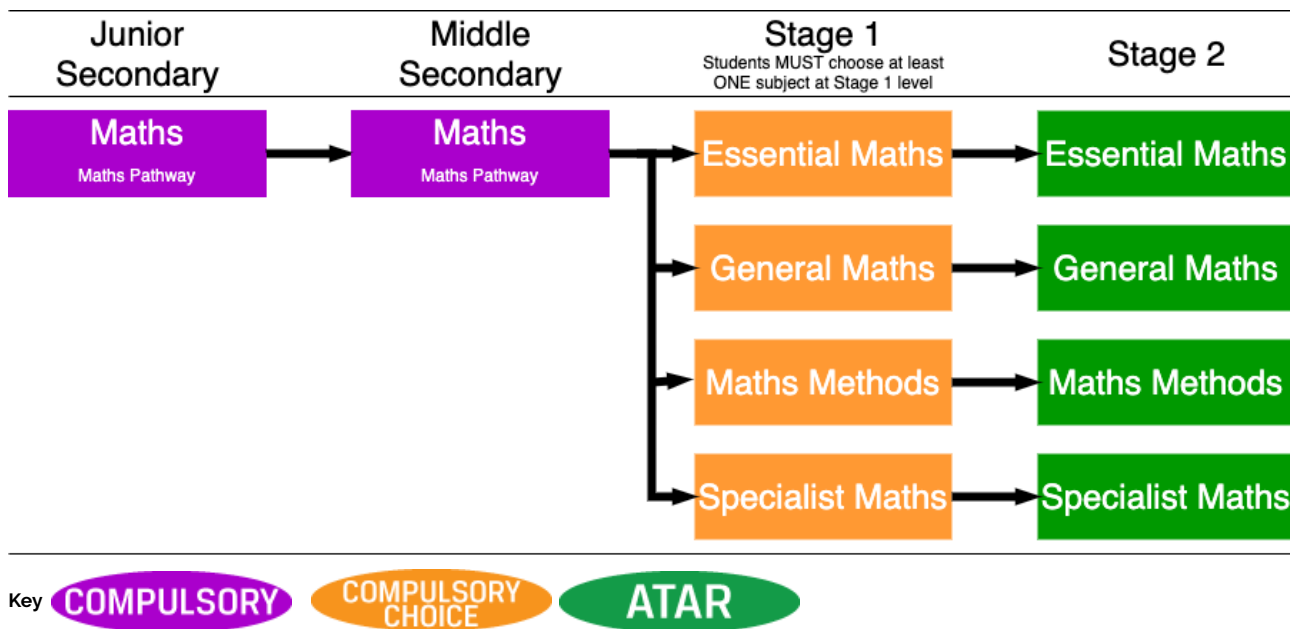 Junior
Secondary
Middle
Secondary
Stage 1
Students MUST choose at least
ONE subject at Stage 1 level
Stage 2
Maths
Maths Pathway
Maths
Maths Pathway
Essential Maths
Essential Maths
General Maths
General Maths
Maths Methods
Maths Methods
Specialist Maths
Specialist Maths
Key
COMPULSORY
COMPULSORY
CHOICE
ATAR